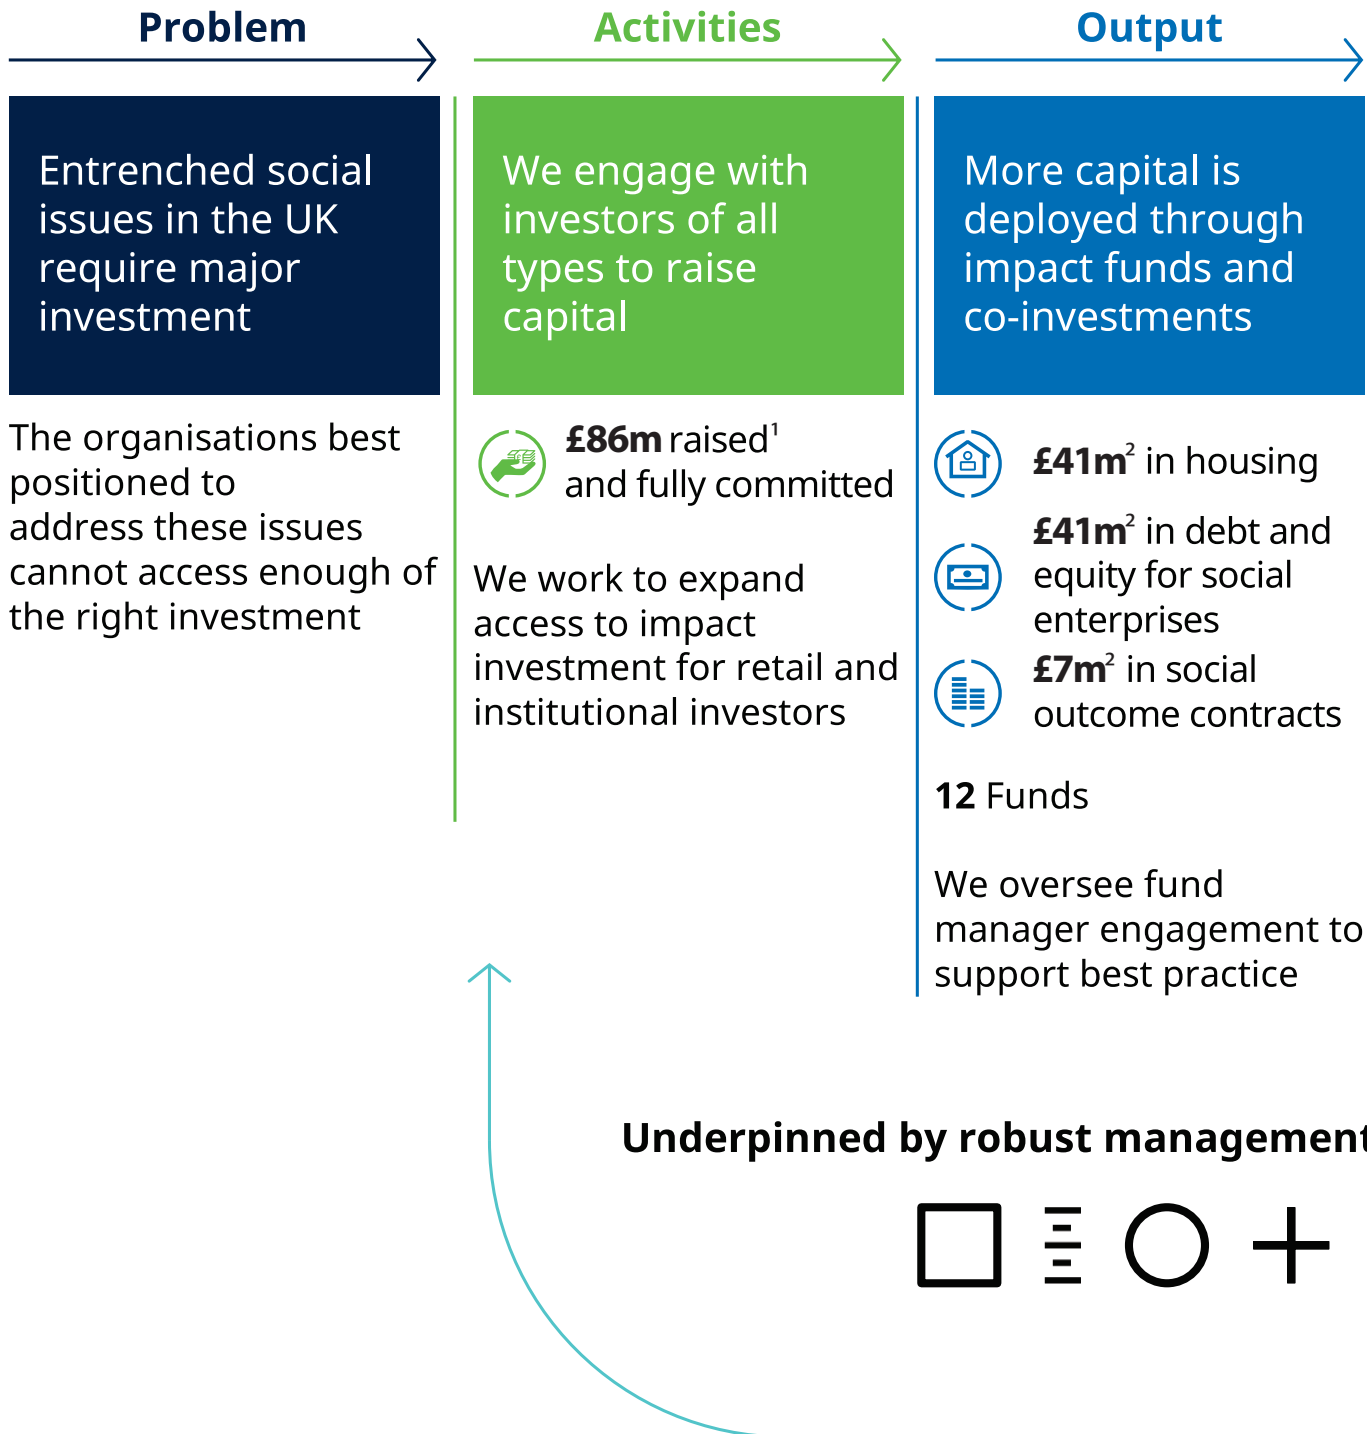 Problem
Entrenched social
issues in the UK
require major
investment
The organisations best
positioned to
address these issues
cannot access enough of
the right investment
Activities
We engage with
investors of all
types to raise
capital
£86m raised¹
and fully committed
We work to expand
access to impact
investment for retail and
institutional investors
Output
More capital is
deployed through
impact funds and
co-investments
£41m² in housing
£41m² in debt and
equity for social
enterprises
£7m² in social
outcome contracts
12 Funds
We oversee fund
manager engagement to
support best practice
Underpinned by robust management